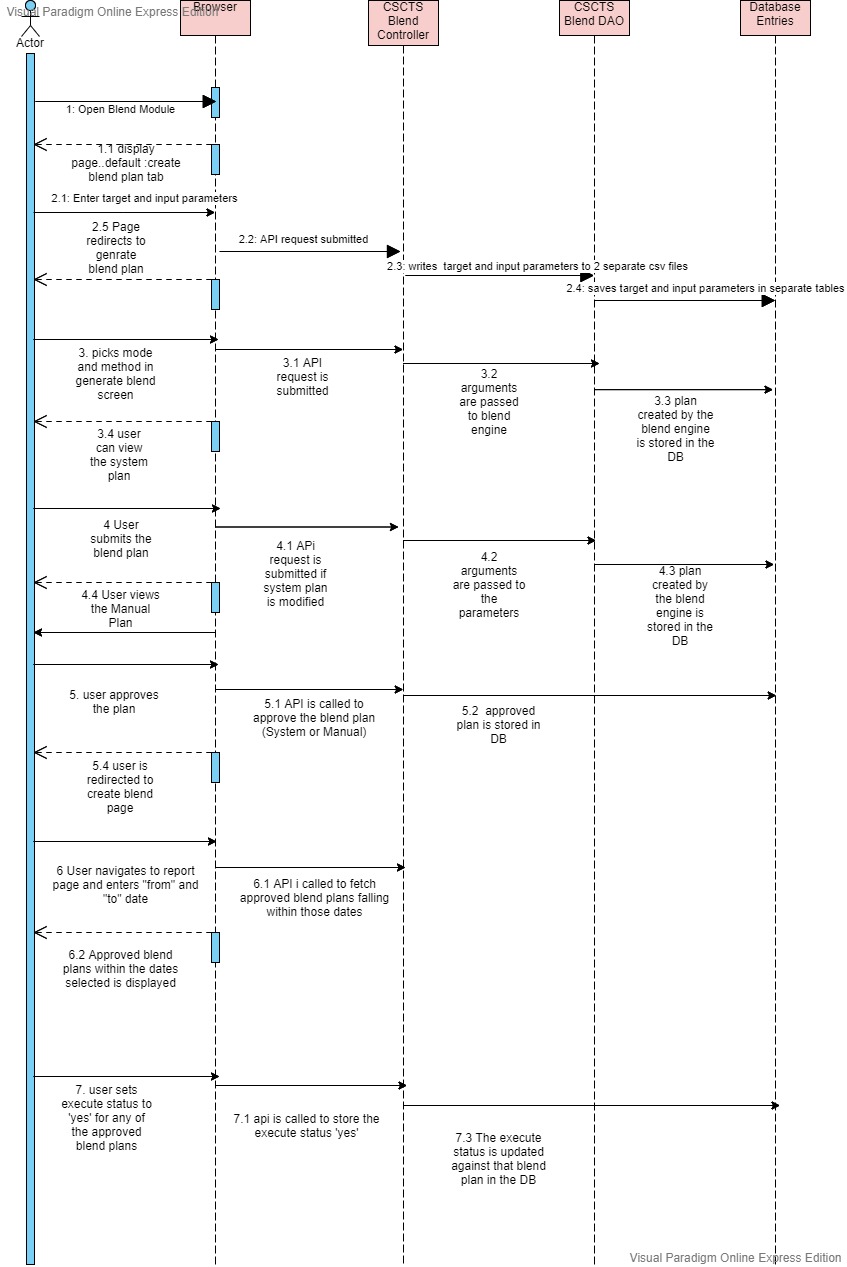 Visual Paradigm Online Express Edition
Actor
Browser
CSCTS
Blend
Controller
CSCTS
Blend DAO
Database
Entries
1: Open Blend Module
1.1 display
page..default :create
blend plan tab
2.1: Enter target and input parameters
2.5 Page
redirects to
genrate
blend plan
2.2: API request submitted
2.3: writes target and input parameters to 2 separate csv files
2.4: saves target and input parameters in separate tables
3. picks mode
and method in
generate blend
screen
3.1 API
request is
submitted
3.2
arguments
are passed
to blend
engine
3.3 plan
created by the
blend engine
is stored in the
DB
3.4 user
can view
the system
plan
4 User
submits the
blend plan
4.1 APi
request is
submitted if
system plan
is modified
4.2
arguments
are passed to
the
parameters
4.3 plan
created by
the blend
engine is
stored in the
DB
4.4 User views
the Manual
Plan
5. user approves
the plan
5.1 API is called to
approve the blend plan
(System or Manual)
5.2 approved
plan is stored in
DB
5.4 user is
redirected to
create blend
page
6 User navigates to report
page and enters "from" and
"to" date
6.1 API i called to fetch
approved blend plans falling
within those dates
6.2 Approved blend
plans within the dates
selected is displayed
7. user sets
execute status to
'yes' for any of
the approved
blend plans
7.1 api is called to store the
execute status 'yes'
7.3 The execute
status is updated
against that blend
plan in the DB
Visual Paradigm Online Express Edition